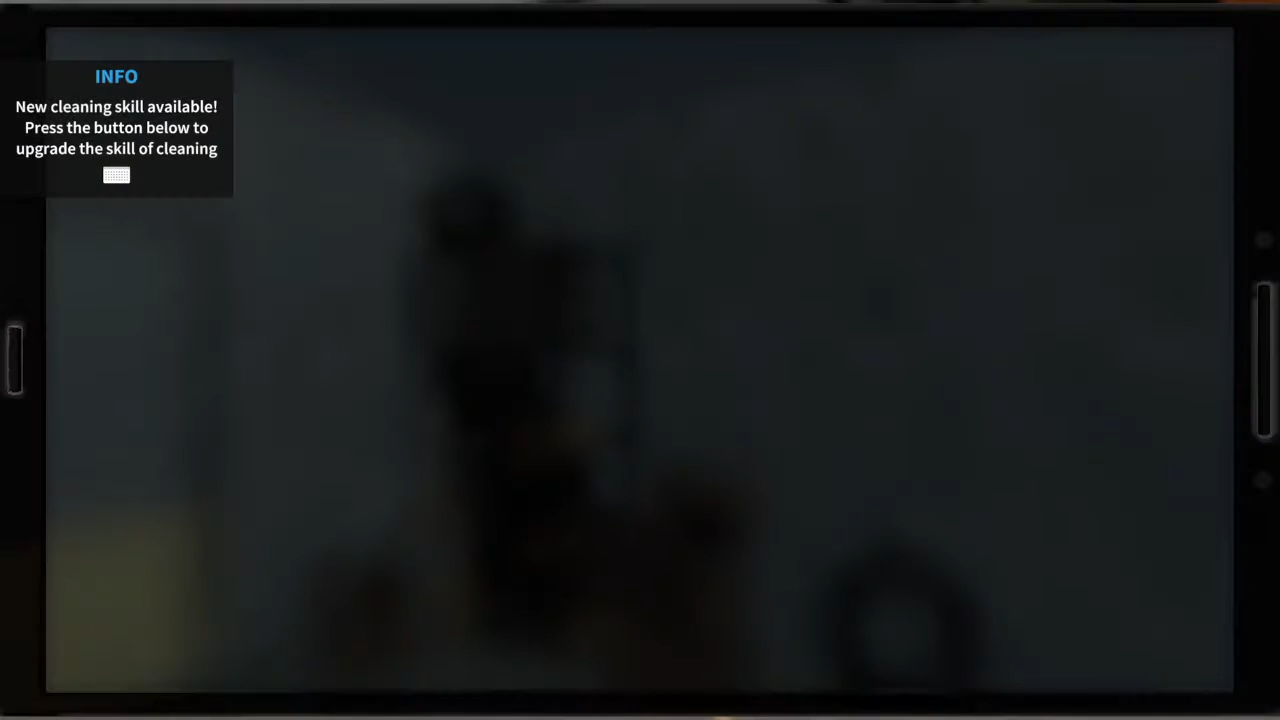 INFO
New cleaning skill available!
Press the button below to
upgrade the skill of cleaning